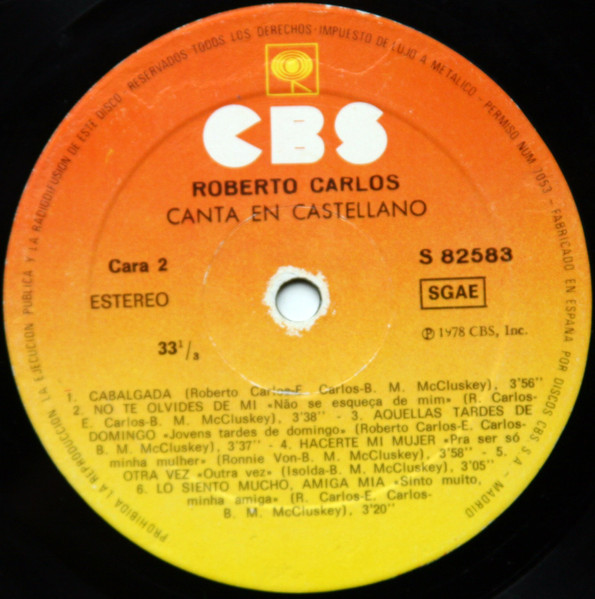 PROHIBIDA LA REPRODUCCION, LA EJECUCION PUBLICA Y LA RADIODIFUSION DE ESTE DISCO. RESERVADOS·TODOS LOS DERECHOS·IMPUESTO DE LUJO A METALICO - PERMISO NUM. 7053 - FABRICADO EN ESPAÑA POR DISCOS CBS S.A. - MADRID
CBS
ROBERTO CARLOS
CANTA EN CASTELLANO
Cara 2
S 82583
ESTEREO
SGAE
℗ 1978 CBS, Inc.
33 1/3
1. CABALGADA (Roberto Carlos-E. Carlos-B. M. McCluskey), 3'56''
2. NO TE OLVIDES DE MI «Não se esqueça de mim» (R. Carlos-
E. Carlos-B. M. McCluskey), 3'38'' - 3. AQUELLAS TARDES DE
DOMINGO «Jovens tardes de domingo» (Roberto Carlos-E. Carlos-
B. M. McCluskey), 3'37'' - 4. HACERTE MI MUJER «Pra ser só
minha mulher» (Ronnie Von-B. M. McCluskey), 3'58'' - 5.
OTRA VEZ «Outra vez» (Isolda-B. M. McCluskey), 3'05''
6. LO SIENTO MUCHO, AMIGA MIA «Sinto muito,
minha amiga» (R. Carlos-E. Carlos-
B. M. McCluskey), 3'20''